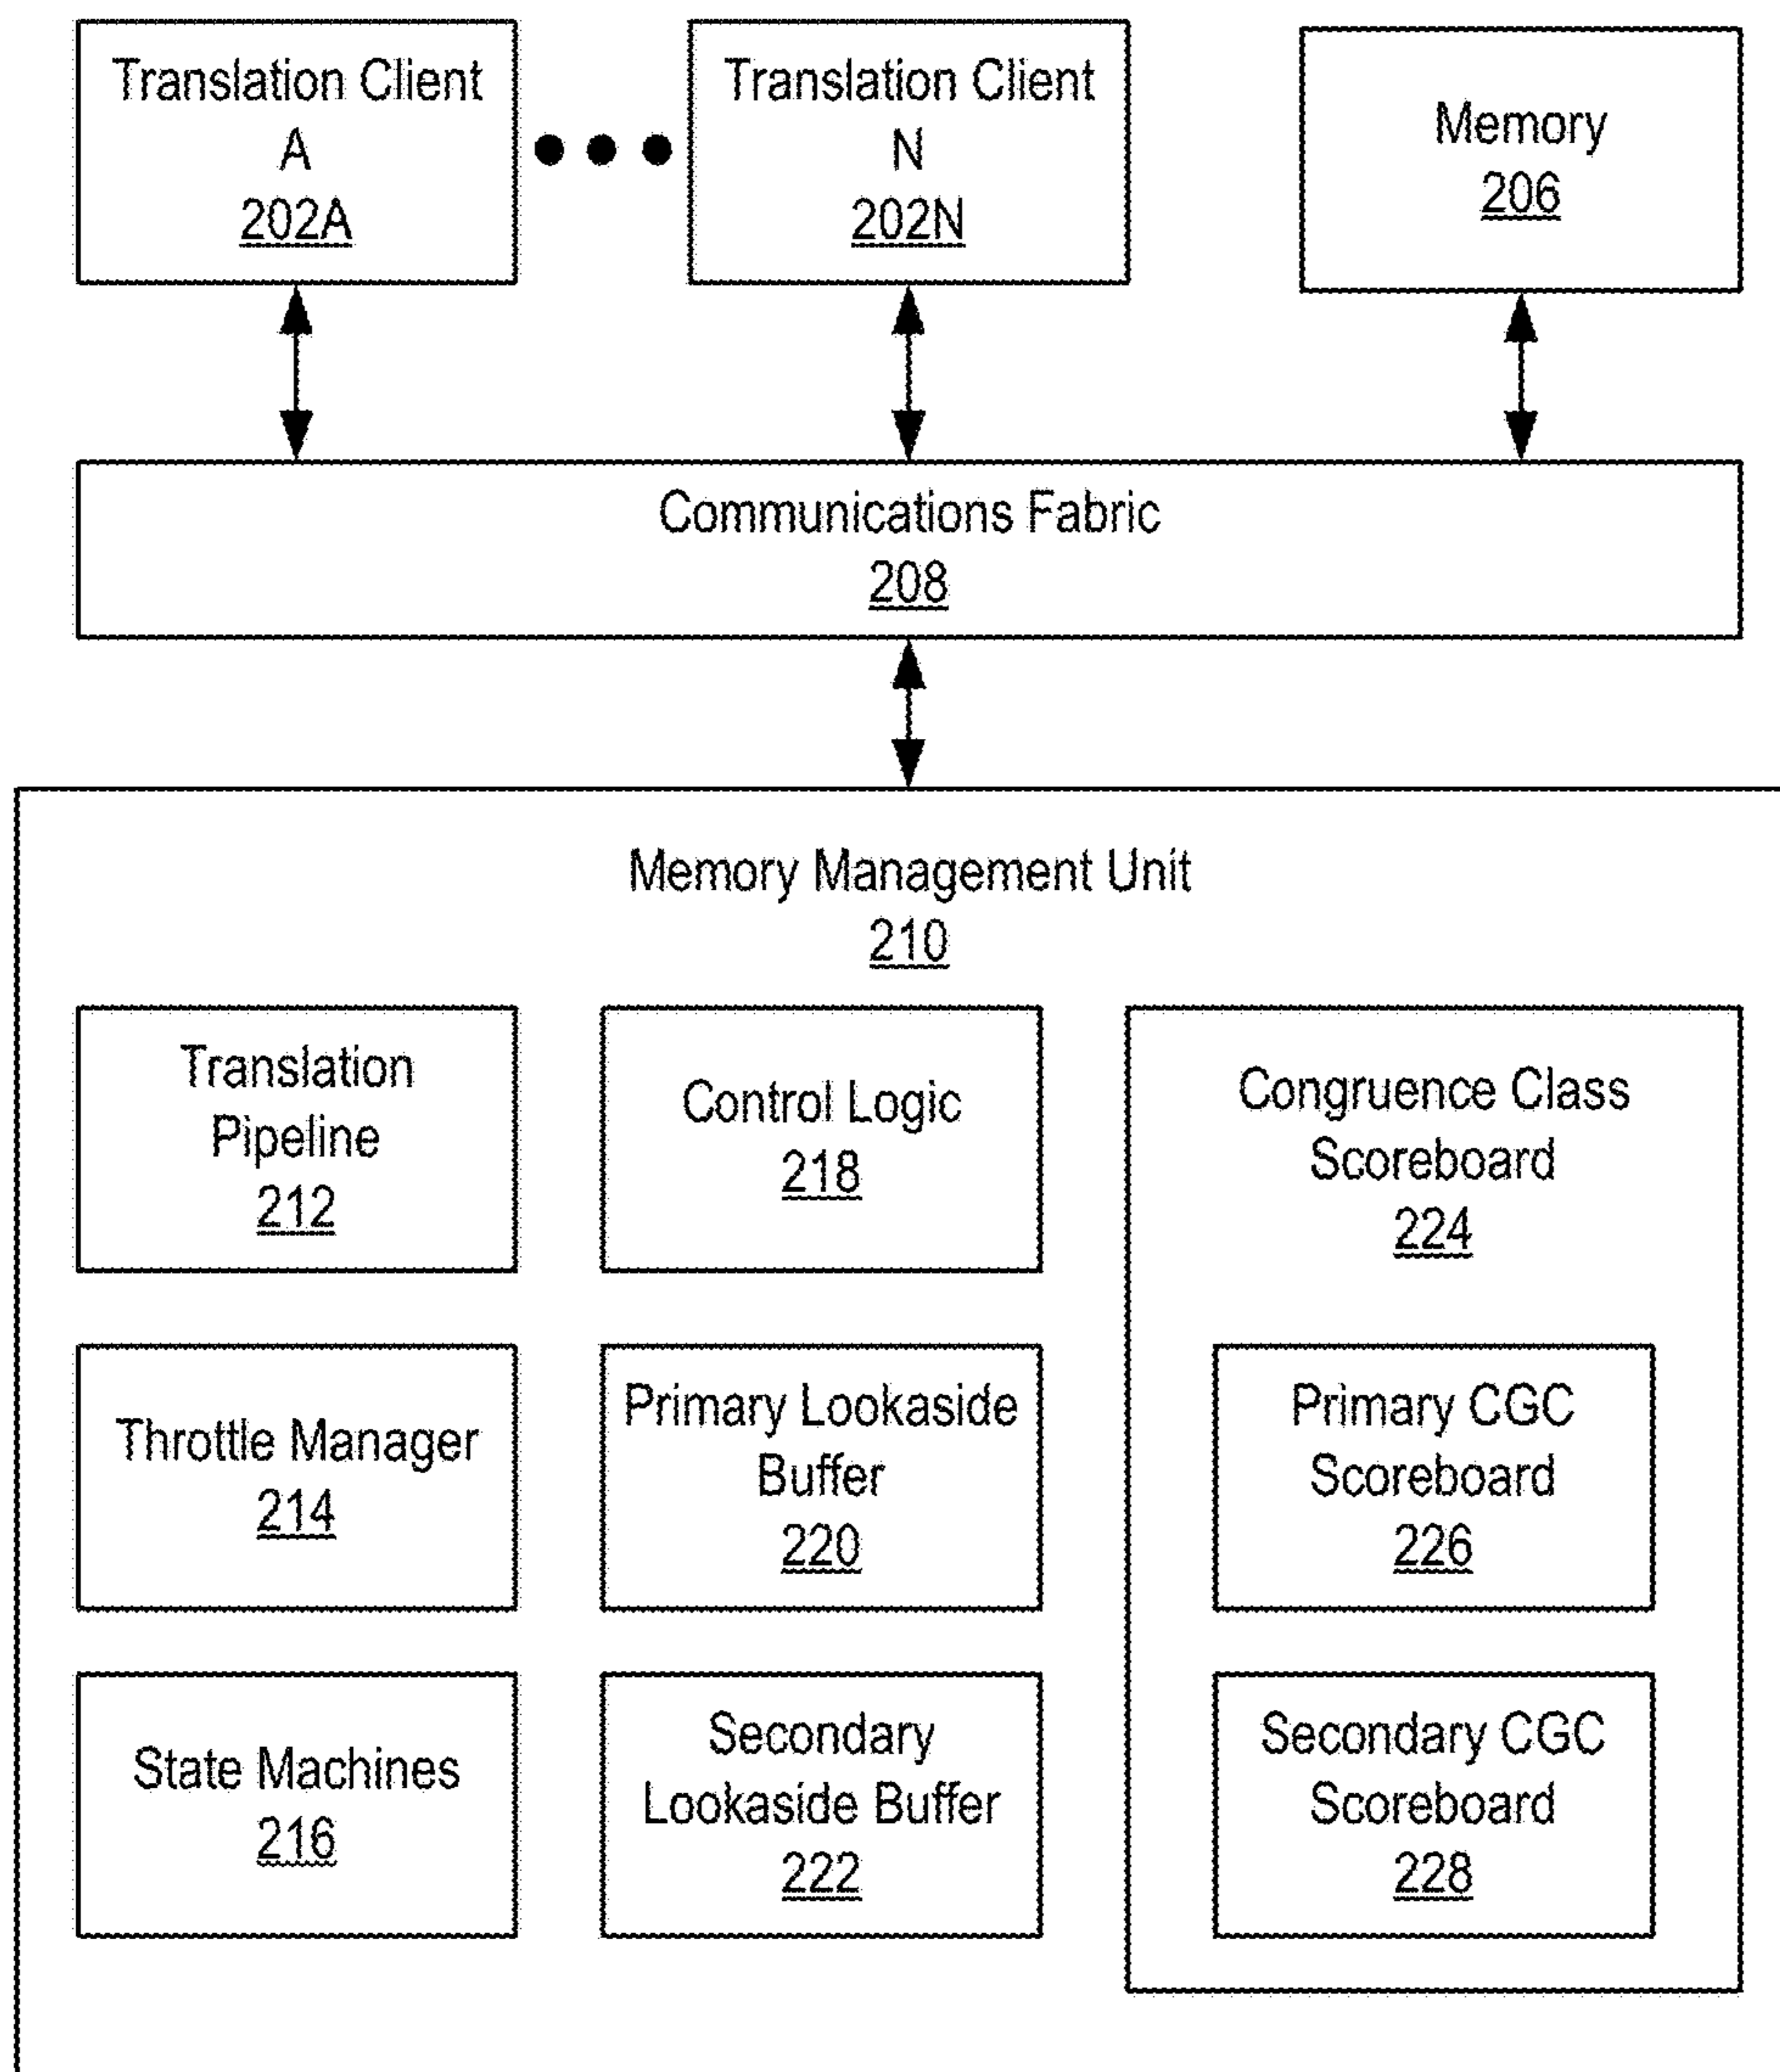 Translation Client
A
202A
Translation Client
N
202N
Memory
206
Communications Fabric
208
Memory Management Unit
210
Translation
Pipeline
212
Control Logic
218
Congruence Class
Scoreboard
224
Throttle Manager
214
Primary Lookaside
Buffer
220
Primary CGC
Scoreboard
226
State Machines
216
Secondary
Lookaside Buffer
222
Secondary CGC
Scoreboard
228